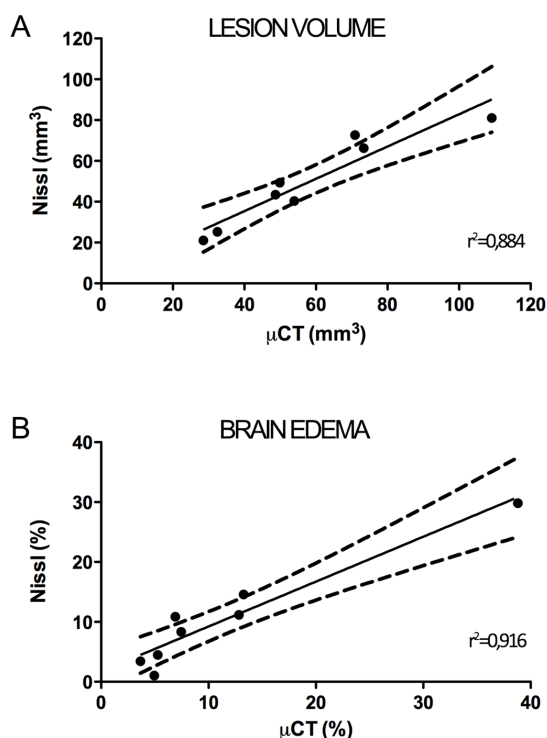 A
LESION VOLUME
Nissl (mm³)
120
100
80
60
40
20
0
r²=0,884
0 20 40 60 80 100 120
µCT (mm³)
B
BRAIN EDEMA
Nissl (%)
40
30
20
10
0
r²=0,916
0 10 20 30 40
µCT (%)